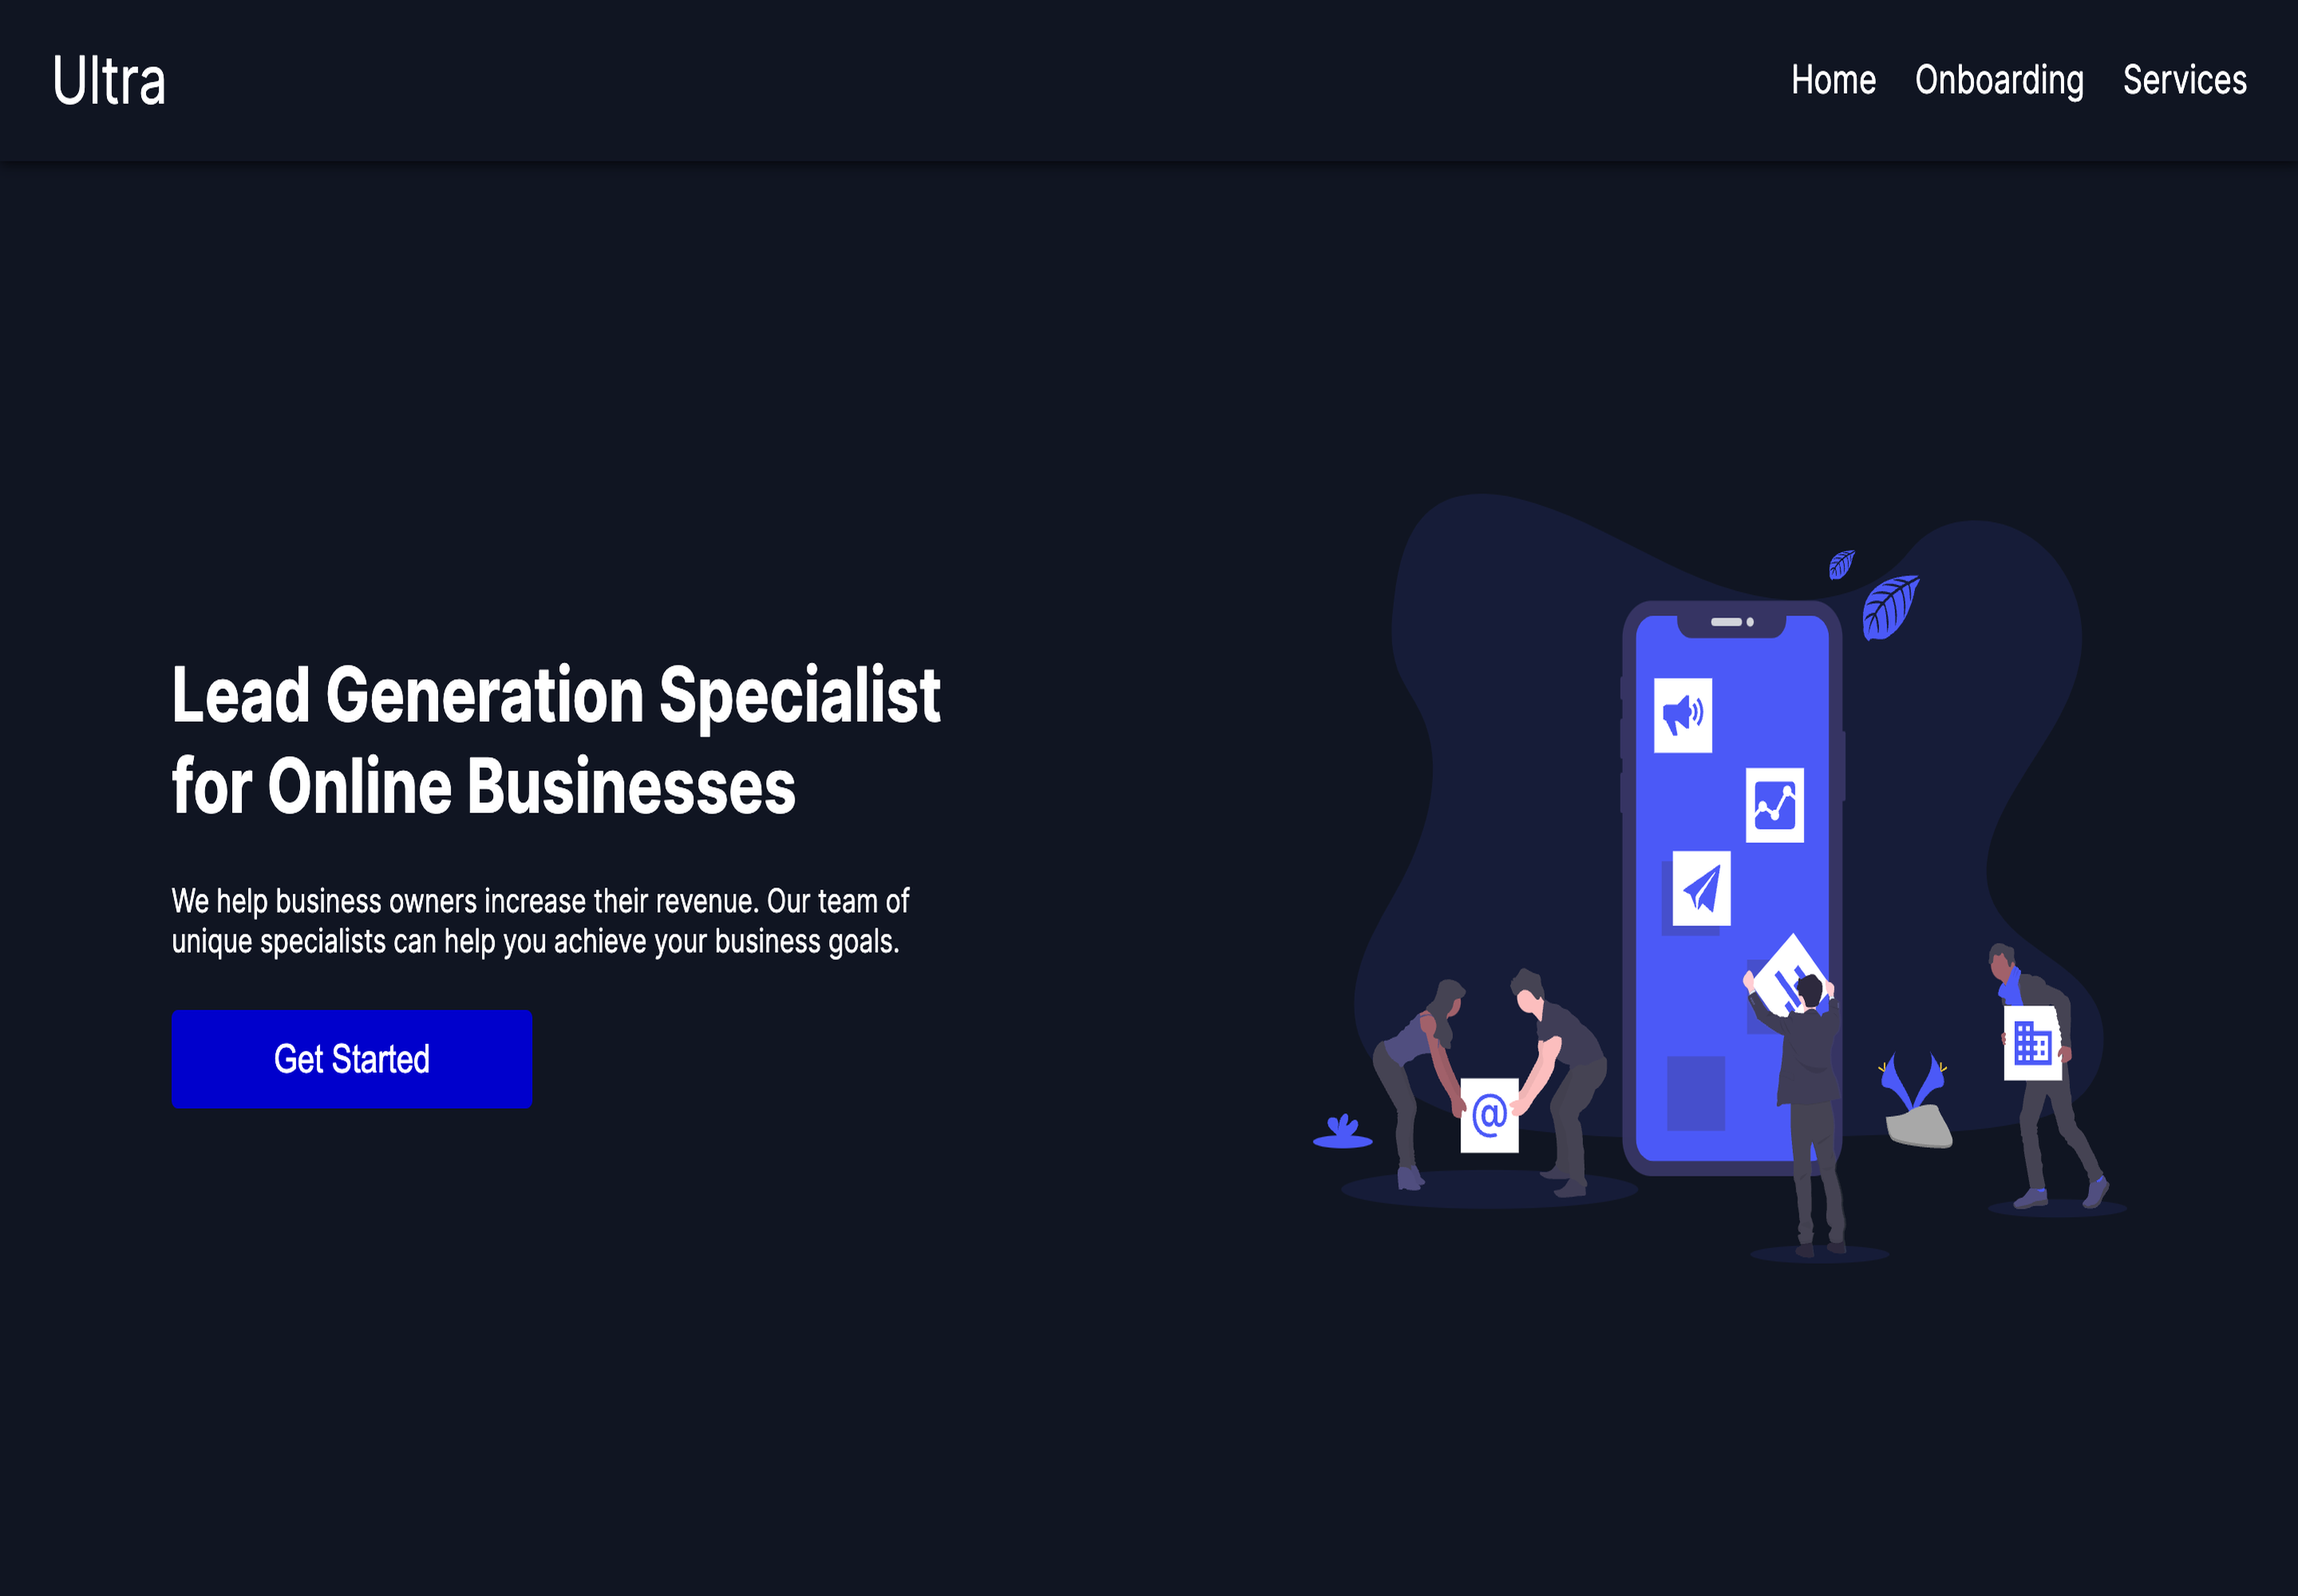 Ultra
Home Onboarding Services
Lead Generation Specialist
for Online Businesses
We help business owners increase their revenue. Our team of
unique specialists can help you achieve your business goals.
Get Started
@